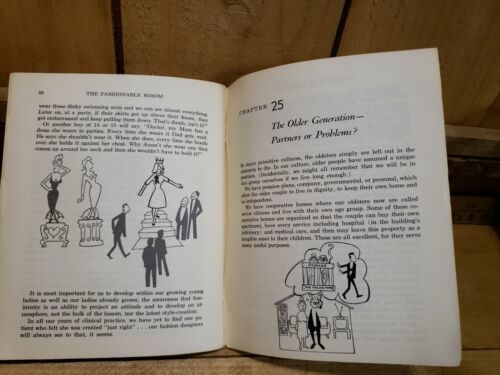 88 THE FASHIONABLE BOSOM
wear these dinky swimming suits and we can see almost everything.
Later on, at a party, if their skirts get up above their knees, they
get embarrassed and keep pulling them down. That's dumb, isn't it?"
Or another boy of 14 or 15 will say, "Doctor, my Mom has a
dress she wears to parties. Every time she wears it Dad gets mad.
He says she shouldn't wear it. When she does, every time she bends
over she holds it against her chest. Why doesn't she wear one that
comes up around her neck and then she wouldn't have to hold it?"
It is most important for us to develop within our growing young
ladies as well as our ladies already grown, the awareness that fem-
ininity is an ability to project an attitude and to develop an at-
mosphere, not the bulk of the bosom, nor the latest style-creation.
In all our years of clinical practice, we have yet to find one pa-
tient who felt she was created "just right" . . . our fashion designers
will always see to that, it seems.
CHAPTER 25
The Older Generation—
Partners or Problems?
In many primitive cultures, the oldsters simply are left out in the
elements to die. In our culture, older people have assumed a unique
position. (Incidentally, we might all remember that we will be in
this group ourselves if we live long enough.)
We have pension plans, company, governmental, or personal, which
allow the older couple to live in dignity, to keep their own home and
be independent.
We have cooperative homes where our oldsters now are called
senior citizens and live with their own age group. Some of these co-
operative homes are organized so that the couple can buy their own
apartment, have every service including hospital (in the building's
infirmary) and medical care, and then may leave this property as a
tangible asset to their children. These are all excellent, for they serve
many useful purposes.